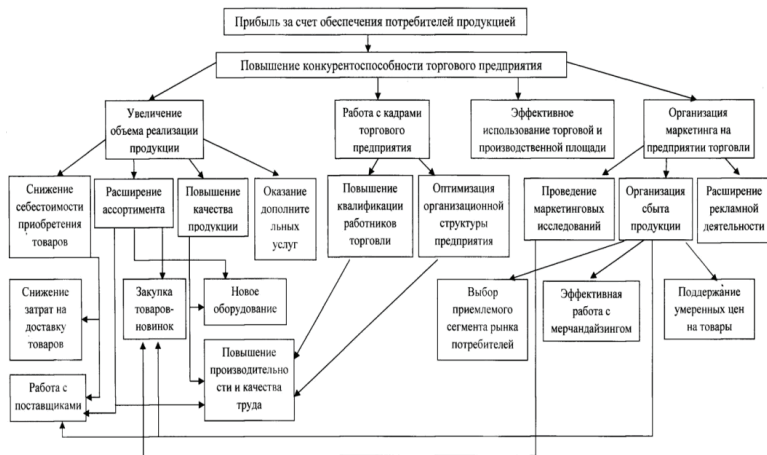 Прибыль за счет обеспечения потребителей продукцией
Повышение конкурентоспособности торгового предприятия
Увеличение
объема реализации
продукции
Работа с кадрами
торгового
предприятия
Эффективное
использование торговой и
производственной площади
Организация
маркетинга на
предприятии торговли
Снижение
себестоимости
приобретения
товаров
Расширение
ассортимента
Повышение
качества
продукции
Оказание
дополнитель
ьных
услуг
Повышение
квалификации
работников
торговли
Оптимизация
организационной
структуры
предприятия
Проведение
маркетинговых
исследований
Организация
сбыта
продукции
Расширение
рекламной
деятельности
Снижение
затрат на
доставку
товаров
Закупка
товаров-
новинок
Новое
оборудование
Выбор
приемлемого
сегмента рынка
потребителей
Эффективная
работа с
мерчандайзингом
Поддержание
умеренных цен
на товары
Повышение
производительно
сти и качества
труда
Работа с
поставщиками